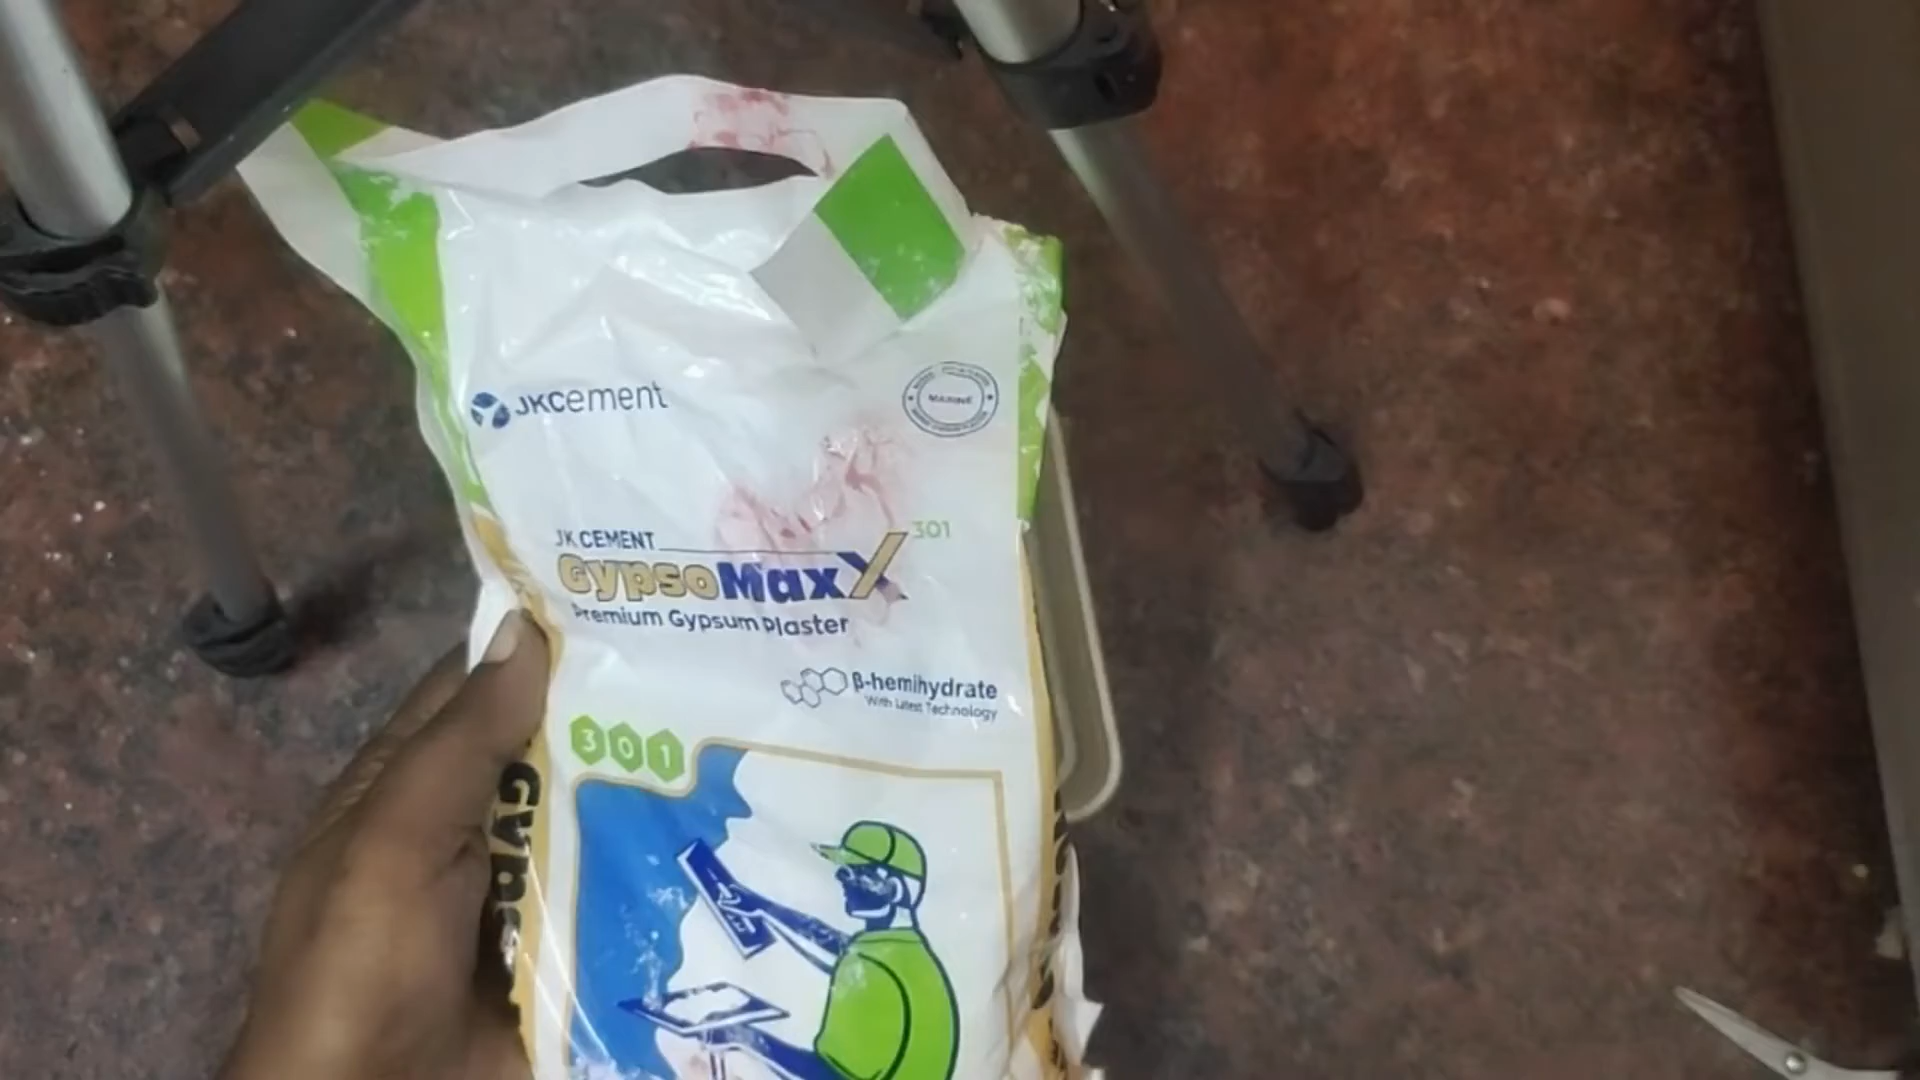 JKCement
MARINE
JK CEMENT
GypsoMaxX 301
Premium Gypsum Plaster
β-hemihydrate
With Latest Technology
301